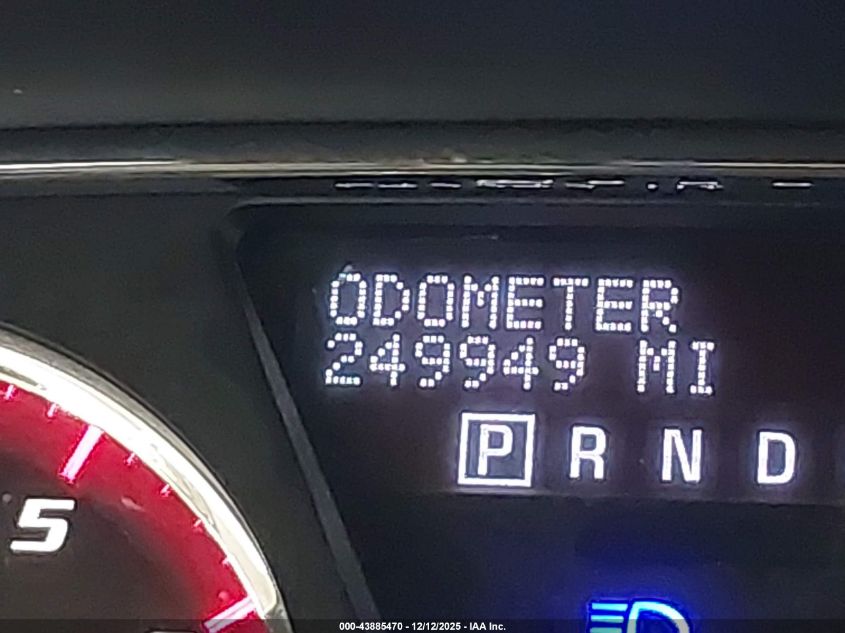 ODOMETER
249949 MI
P R N D
5
000-43885470 - 12/12/2025 - IAA Inc.